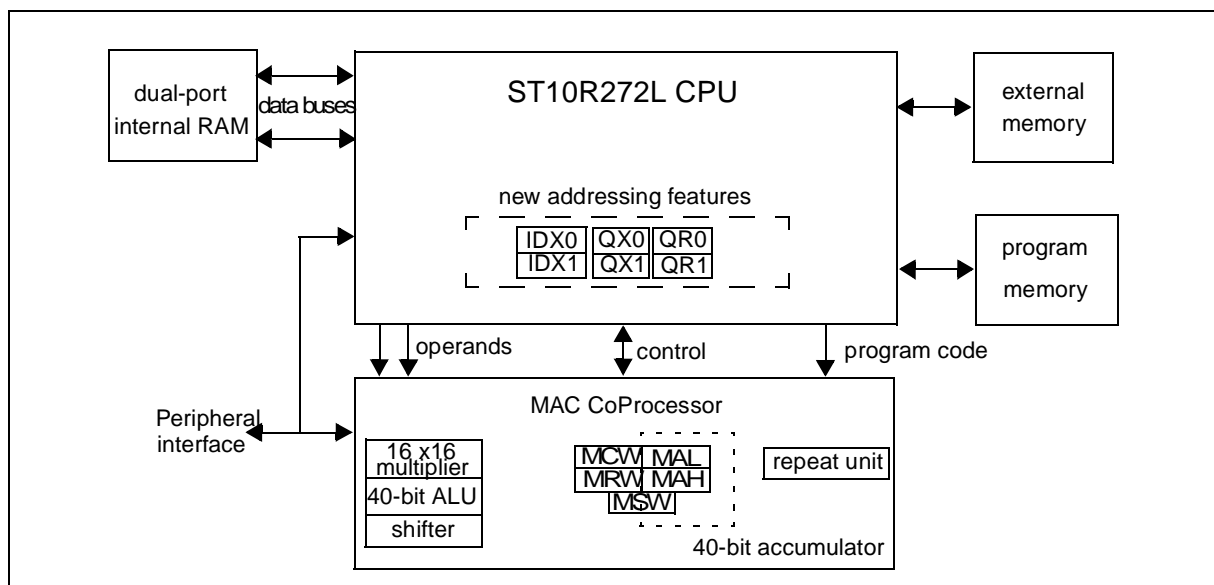 dual-port
internal RAM
data buses
ST10R272L CPU
external
memory
new addressing features
IDX0 QX0 QR0
IDX1 QX1 QR1
program
memory
operands
control
program code
MAC CoProcessor
Peripheral
interface
16 x16
multiplier
40-bit ALU
shifter
MCW MAL
MRW MAH
MSW
repeat unit
40-bit accumulator